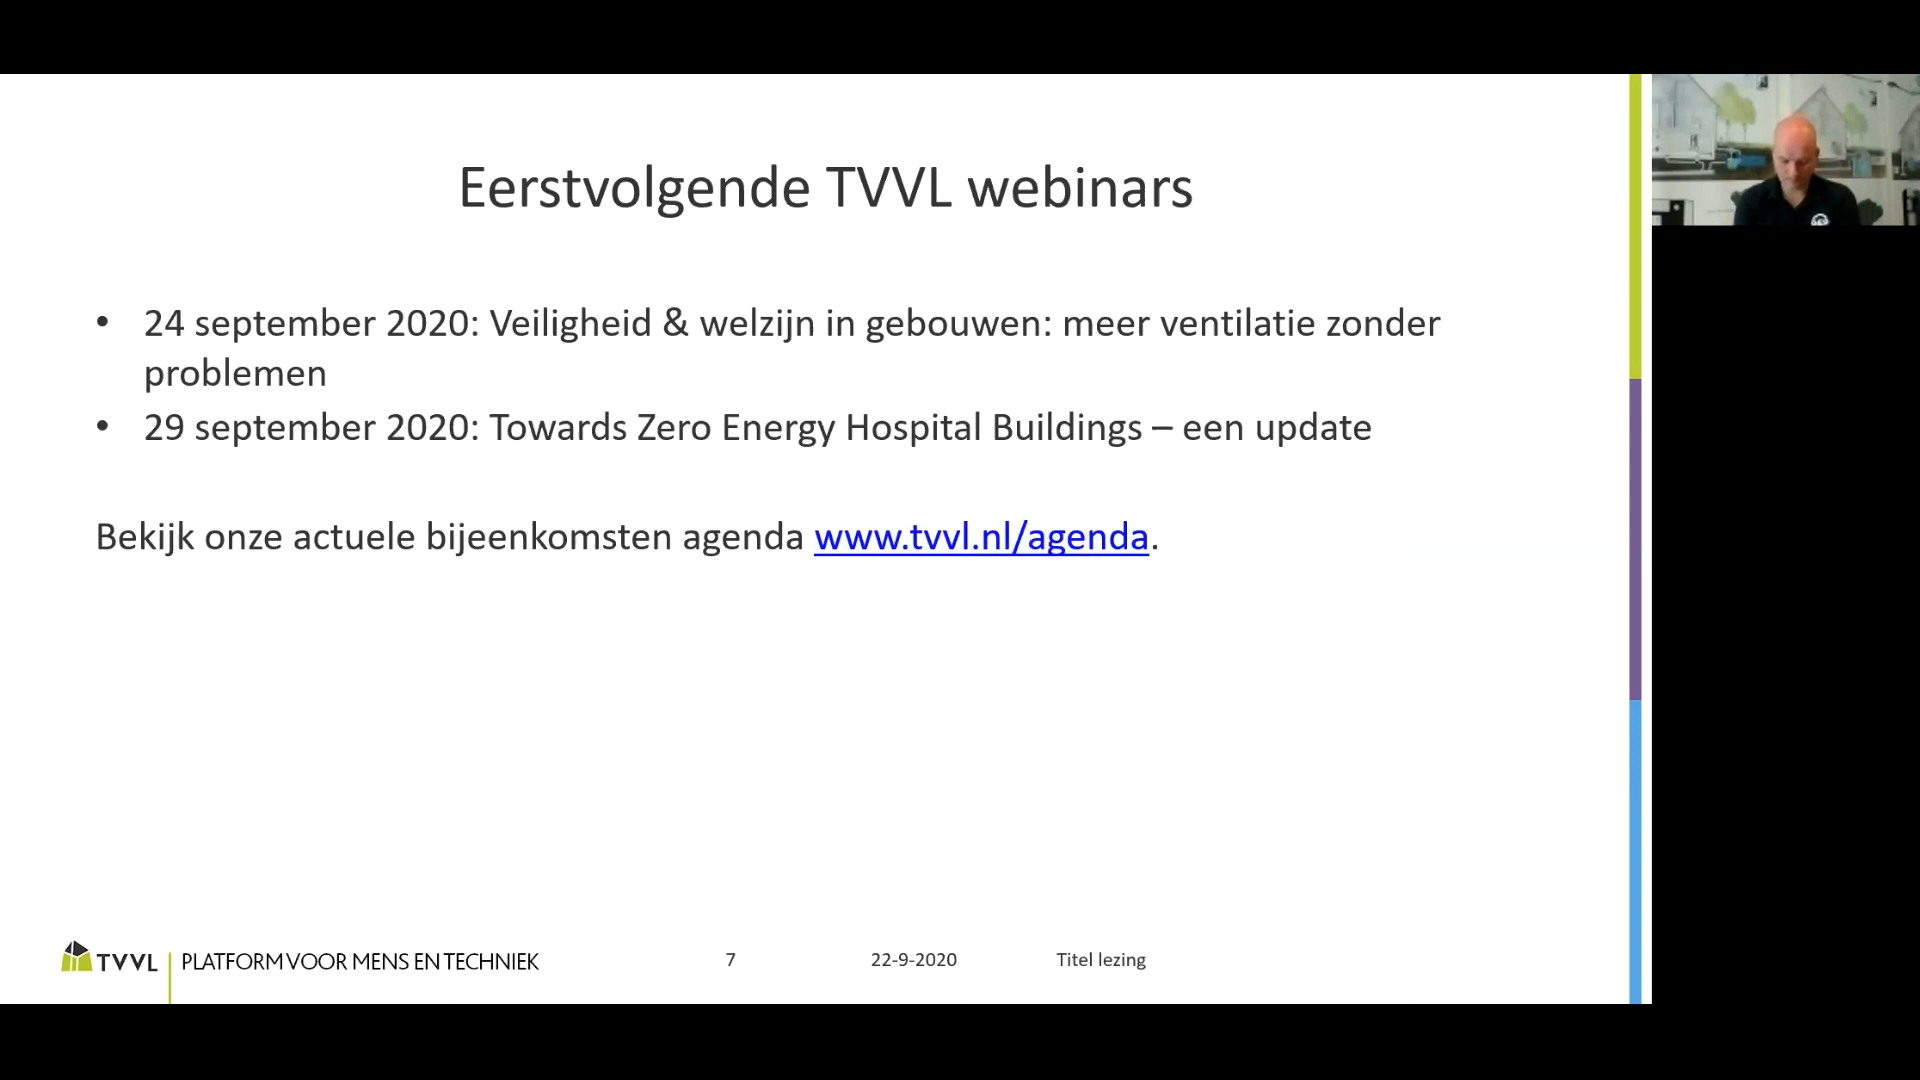 Eerstvolgende TVVL webinars
• 24 september 2020: Veiligheid & welzijn in gebouwen: meer ventilatie zonder
problemen
• 29 september 2020: Towards Zero Energy Hospital Buildings – een update
Bekijk onze actuele bijeenkomsten agenda www.tvvl.nl/agenda.
TVVL PLATFORM VOOR MENS EN TECHNIEK 7 22-9-2020 Titel lezing